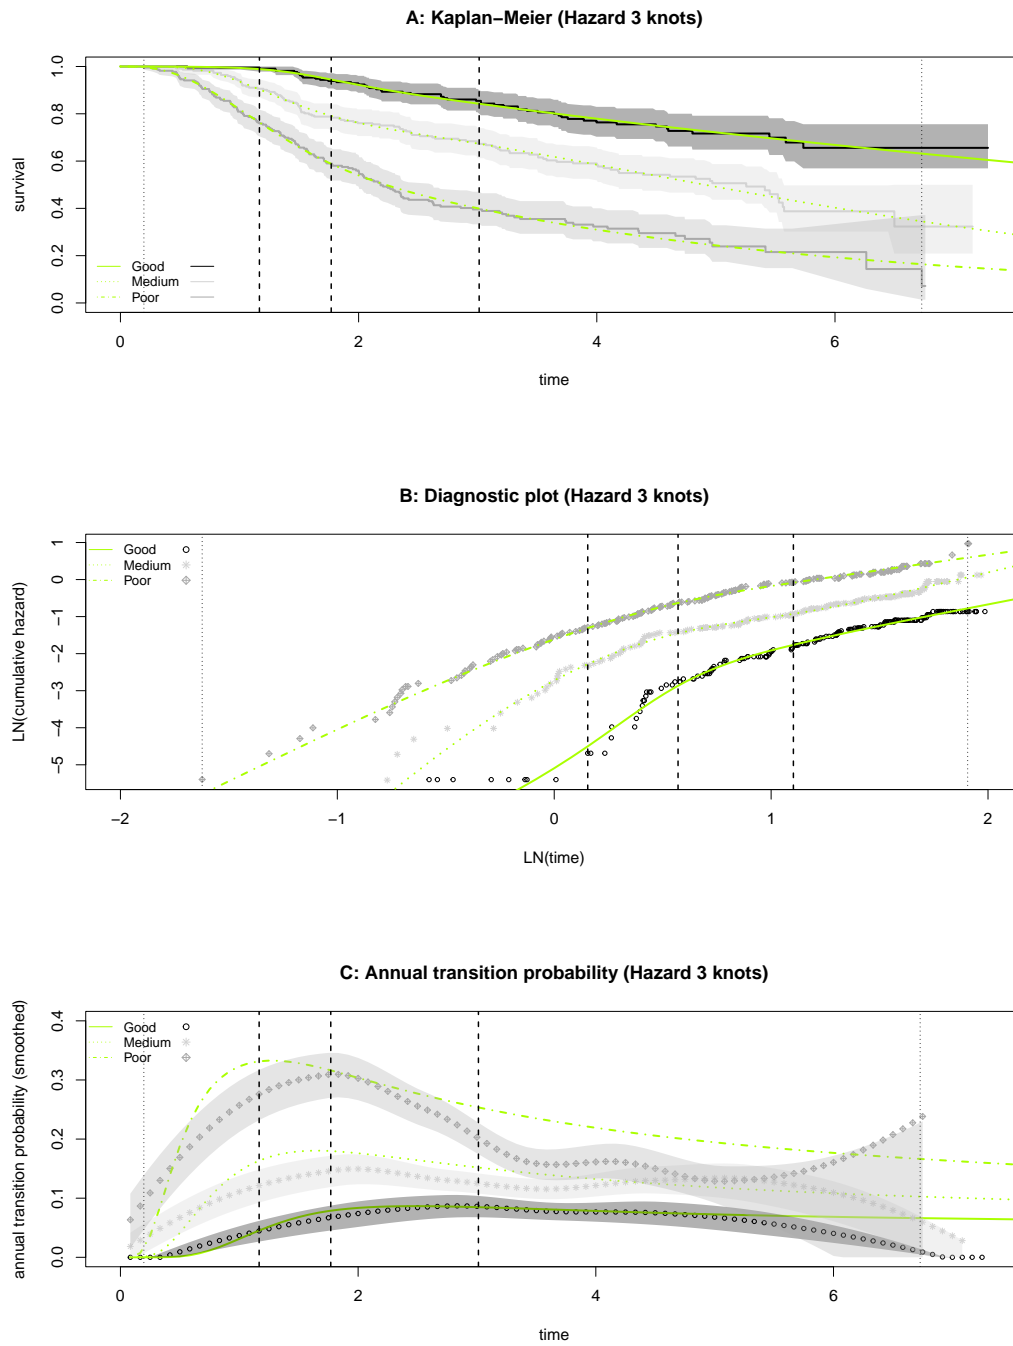 A: Kaplan−Meier (Hazard 3 knots)
survival
1.0
0.8
0.6
0.4
0.2
0.0
Good
Medium
Poor
0 2 4 6
time
B: Diagnostic plot (Hazard 3 knots)
LN(cumulative hazard)
1
0
−1
−2
−3
−4
−5
Good
Medium
Poor
−2 −1 0 1 2
LN(time)
C: Annual transition probability (Hazard 3 knots)
annual transition probability (smoothed)
0.4
0.3
0.2
0.1
0.0
Good
Medium
Poor
0 2 4 6
time